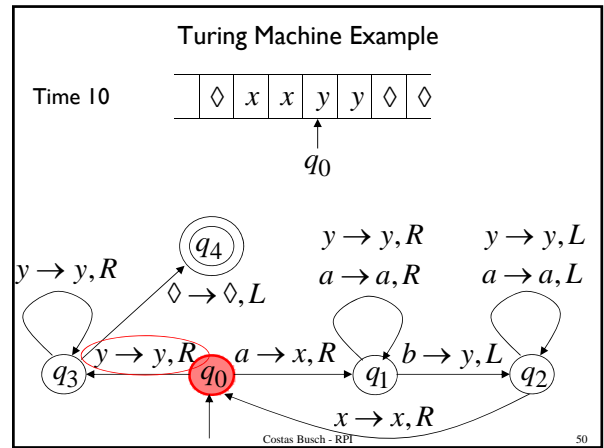 Turing Machine Example
Time 10
◊ x x y y ◊ ◊
q0
q4
y → y, R
y → y, L
y → y, R
a → a, R
a → a, L
◊ → ◊, L
y → y, R
a → x, R
b → y, L
q3
q0
q1
q2
x → x, R
Costas Busch - RPI
50